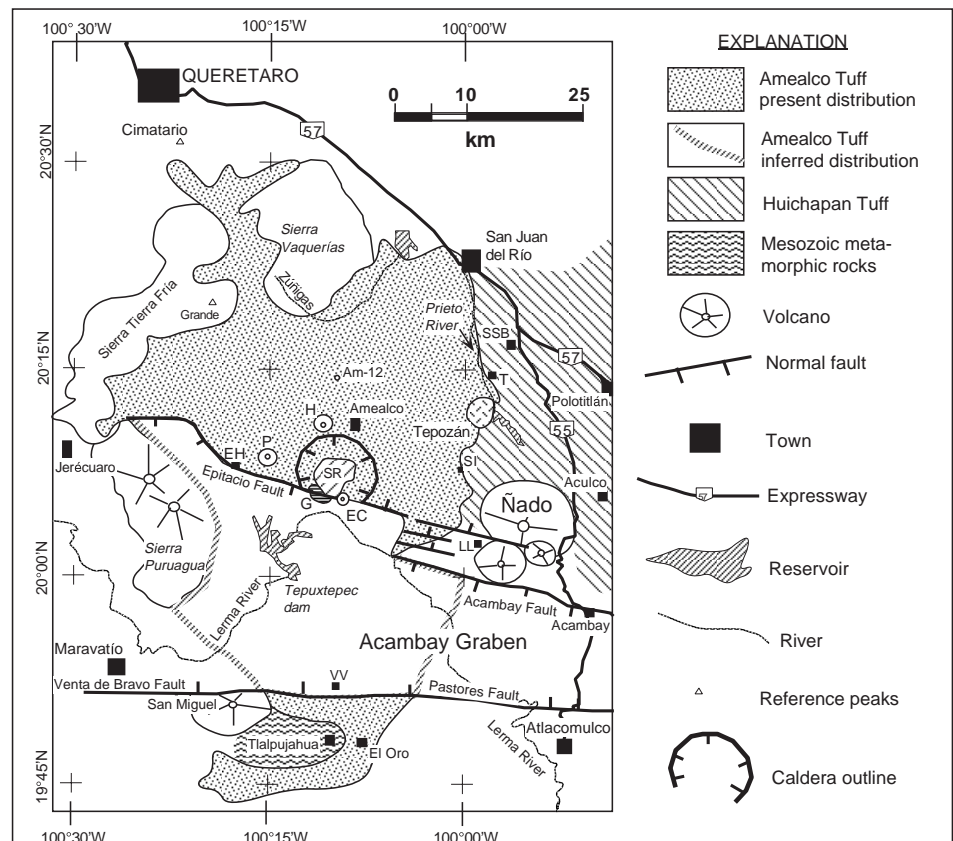 100° 30'W
100°15'W
100°00'W
20°30'N
20°15'N
20°00'N
19°45'N
QUERETARO
Cimatario
57
0 10 25
km
Sierra
Vaquerías
San Juan
del Río
Zúñigas
Sierra Tierra Fría
Grande
Prieto
River
SSB
57
T
Polotitlán
Am-12
H
Amealco
Tepozán
55
Jerécuaro
EH
P
SR
SI
Aculco
Epitacio Fault
G
EC
Ñado
LL
Sierra
Puruagua
Tepuxtepec
dam
Lerma River
Acambay Fault
Acambay
Maravatío
Acambay Graben
VV
Venta de Bravo Fault
Pastores Fault
San Miguel
Atlacomulco
Tlalpujahua
El Oro
Lerma River
100°30'W
100°15'W
100°00'W
EXPLANATION
Amealco Tuff
present distribution
Amealco Tuff
inferred distribution
Huichapan Tuff
Mesozoic meta-
morphic rocks
Volcano
Normal fault
Town
57
Expressway
Reservoir
River
Reference peaks
Caldera outline